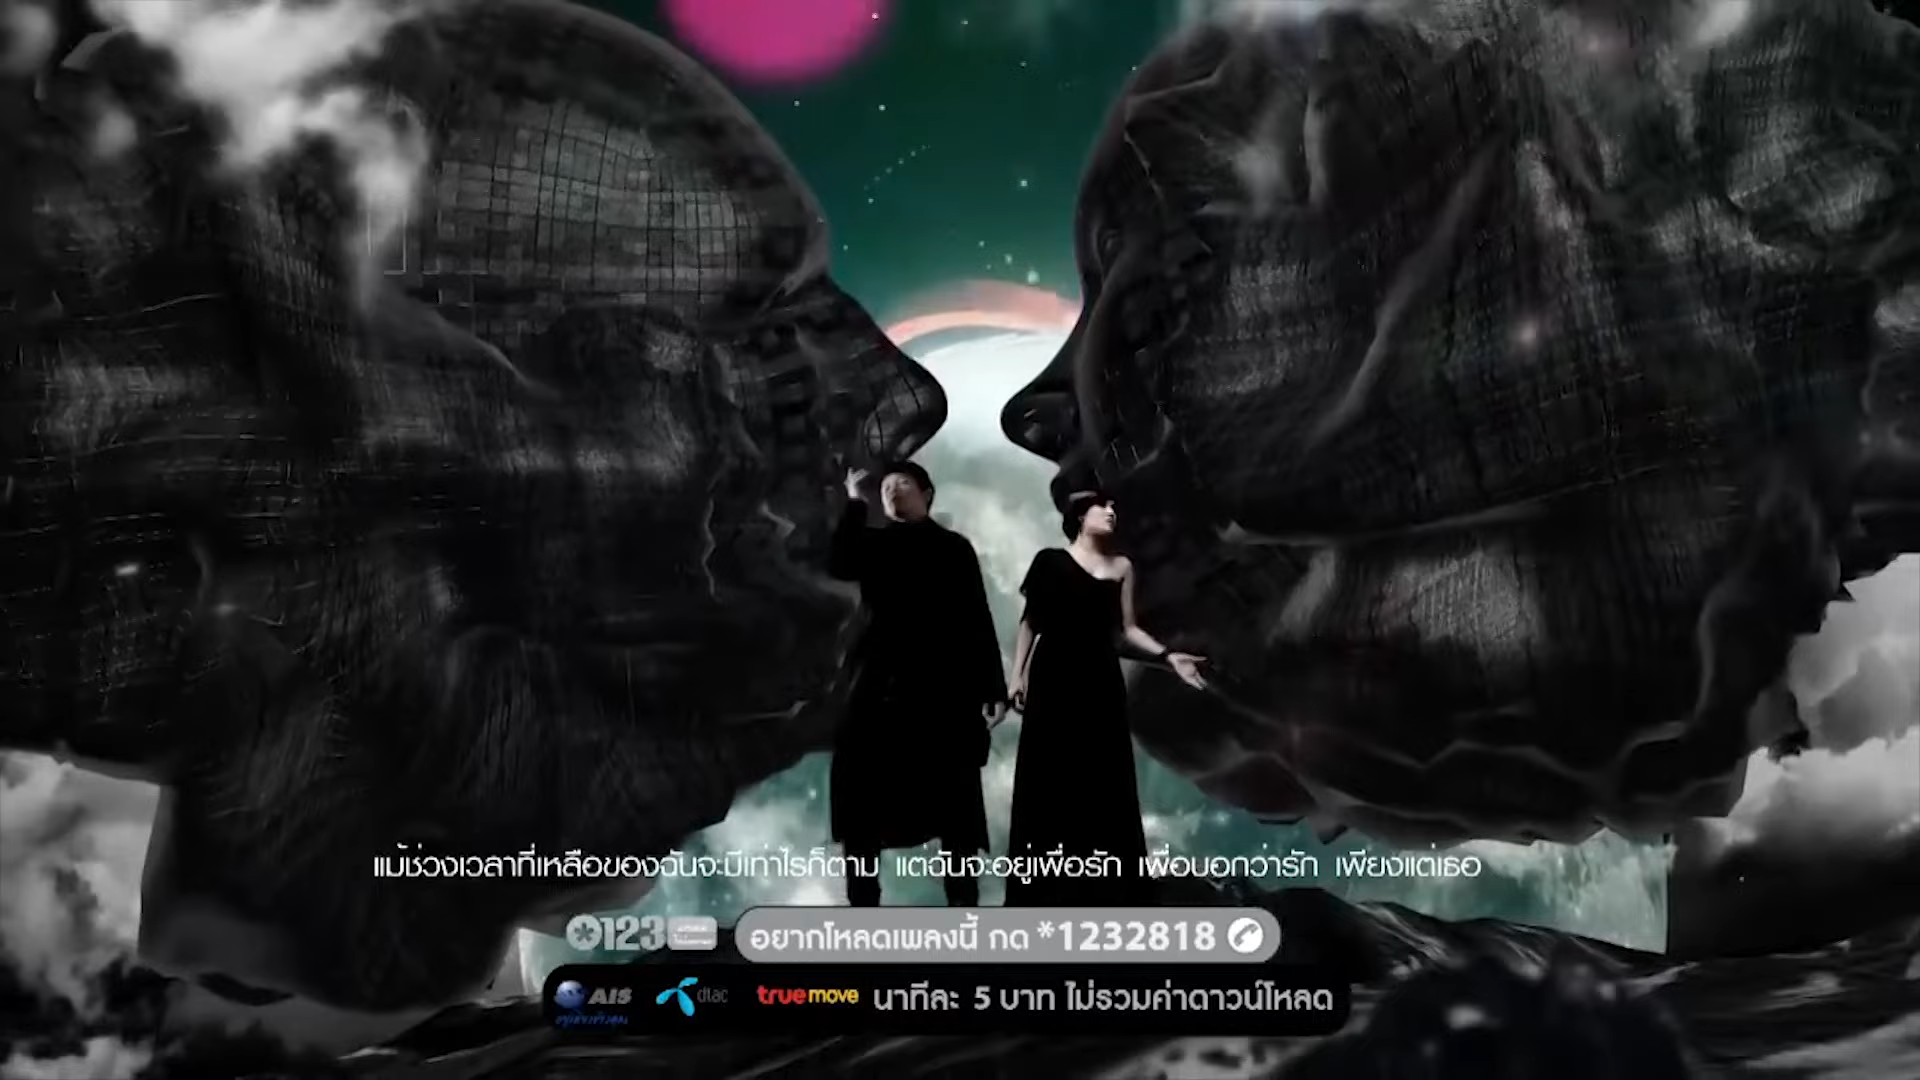 แม้ช่วงเวลาที่เหลือของฉันจะมีเท่าไรก็ตาม แต่ฉันจะอยู่เพื่อรัก เพื่อบอกว่ารัก เพียงแต่เธอ
*123 อยากโหลดเพลงนี้ กด *1232818
AIS dtac truemove นาทีละ 5 บาท ไม่รวมค่าดาวน์โหลด